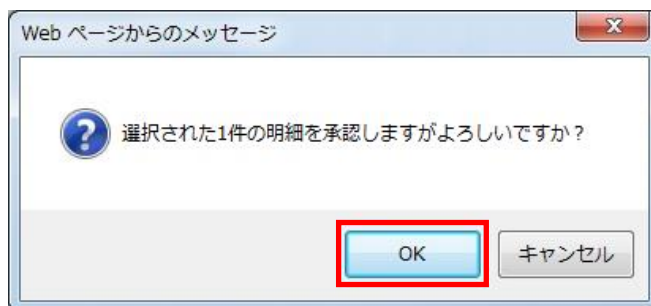 Web ページからのメッセージ
選択された1件の明細を承認しますがよろしいですか？
OK
キャンセル